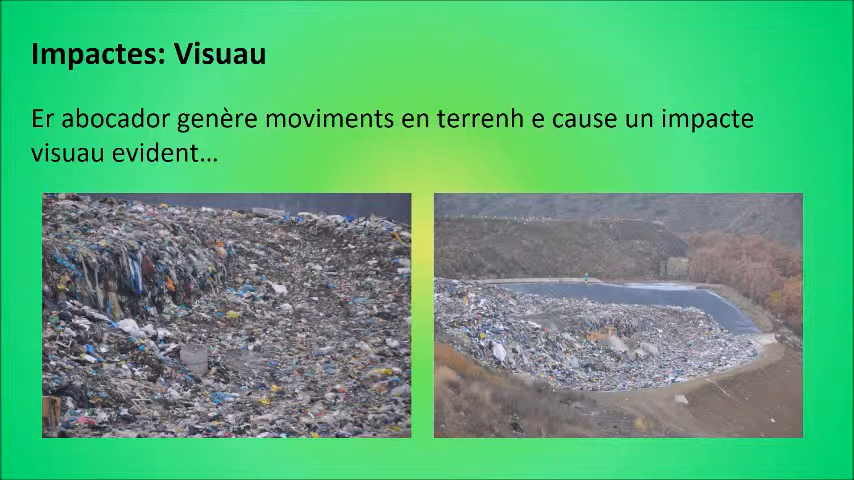 Impactes: Visuau
Er abocador genère moviments en terrenh e cause un impacte
visuau evident…